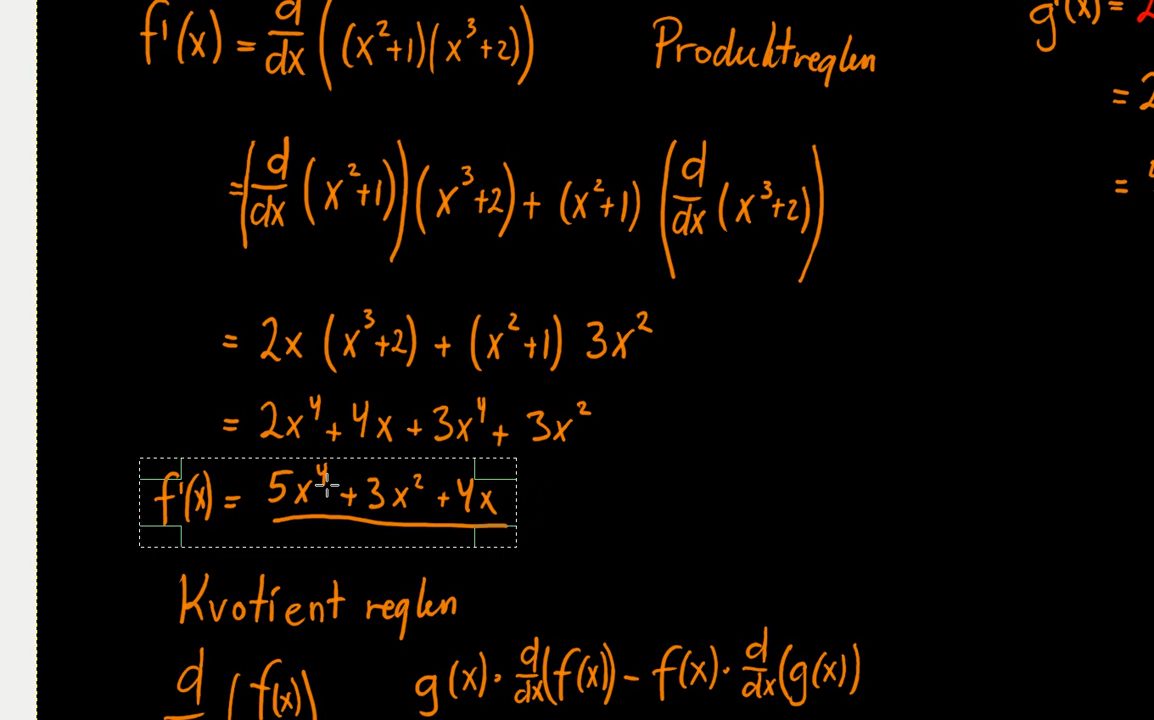 f'(x) = d/dx ((x²+1)(x³+2)) Produktreglen
g'(x) =
= (d/dx (x²+1))(x³+2) + (x²+1) (d/dx (x³+2))
= 2
=
= 2x (x³+2) + (x²+1) 3x²
= 2x⁴ + 4x + 3x⁴ + 3x²
f'(x) = 5x⁴ + 3x² + 4x
Kvotient reglen
d (f(x)) g(x)· d/dx(f(x)) - f(x)· d/dx(g(x))